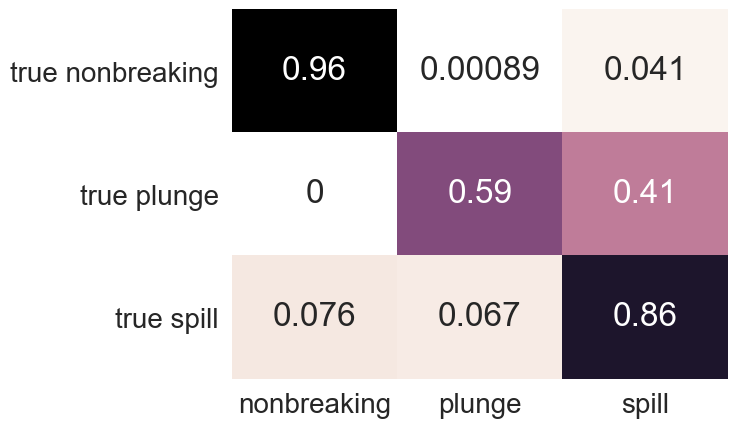 true nonbreaking 0.96 0.00089 0.041
true plunge 0 0.59 0.41
true spill 0.076 0.067 0.86
nonbreaking plunge spill